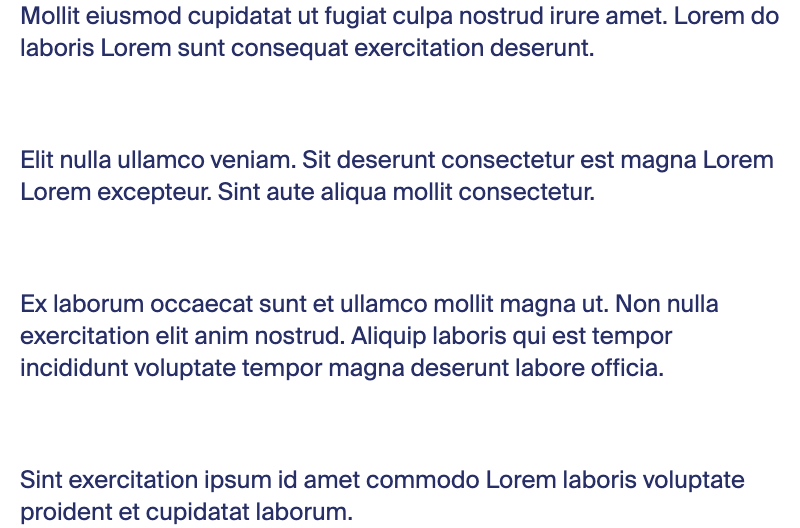 Mollit eiusmod cupidatat ut fugiat culpa nostrud irure amet. Lorem do
laboris Lorem sunt consequat exercitation deserunt.
Elit nulla ullamco veniam. Sit deserunt consectetur est magna Lorem
Lorem excepteur. Sint aute aliqua mollit consectetur.
Ex laborum occaecat sunt et ullamco mollit magna ut. Non nulla
exercitation elit anim nostrud. Aliquip laboris qui est tempor
incididunt voluptate tempor magna deserunt labore officia.
Sint exercitation ipsum id amet commodo Lorem laboris voluptate
proident et cupidatat laborum.